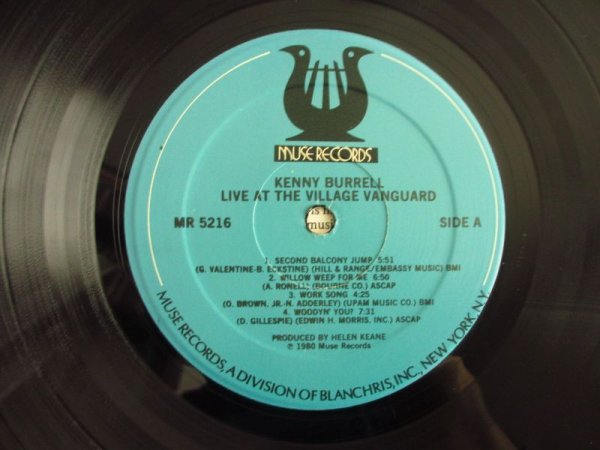 MUSE RECORDS
KENNY BURRELL
LIVE AT THE VILLAGE VANGUARD
MR 5216
SIDE A
1. SECOND BALCONY JUMP 5:51
(G. VALENTINE-B. ECKSTINE) (HILL & RANGE/EMBASSY MUSIC) BMI
2. WILLOW WEEP FOR ME 6:50
(A. RONELL) (BOURNE CO.) ASCAP
3. WORK SONG 4:25
(O. BROWN, JR.-N. ADDERLEY) (UPAM MUSIC CO.) BMI
4. WOODYN' YOU? 7:31
(D. GILLESPIE) (EDWIN H. MORRIS, INC.) ASCAP
PRODUCED BY HELEN KEANE
℗ 1980 Muse Records
MUSE RECORDS, A DIVISION OF BLANCHRIS, INC., NEW YORK, N.Y.